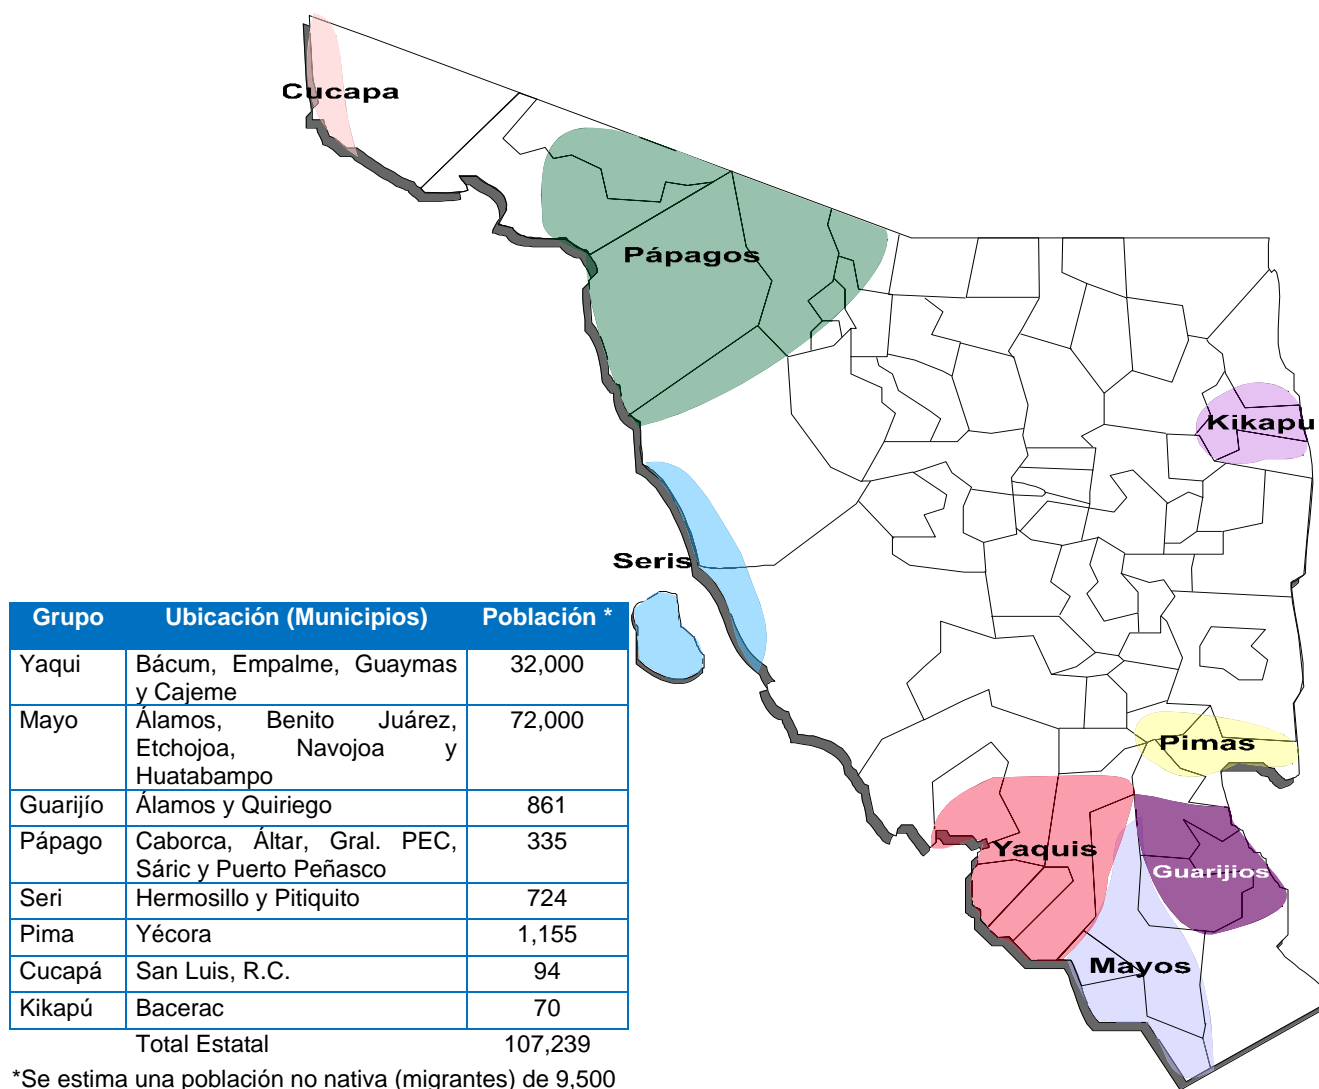 Cucapa
Pápagos
Kikapu
Seris
Pimas
Yaquis
Guarijios
Mayos
Grupo Ubicación (Municipios) Población *
Yaqui Bácum, Empalme, Guaymas 32,000
y Cajeme
Mayo Álamos, Benito Juárez, 72,000
Etchojoa, Navojoa y
Huatabampo
Guarijío Álamos y Quiriego 861
Pápago Caborca, Áltar, Gral. PEC, 335
Sáric y Puerto Peñasco
Seri Hermosillo y Pitiquito 724
Pima Yécora 1,155
Cucapá San Luis, R.C. 94
Kikapú Bacerac 70
Total Estatal 107,239
*Se estima una población no nativa (migrantes) de 9,500